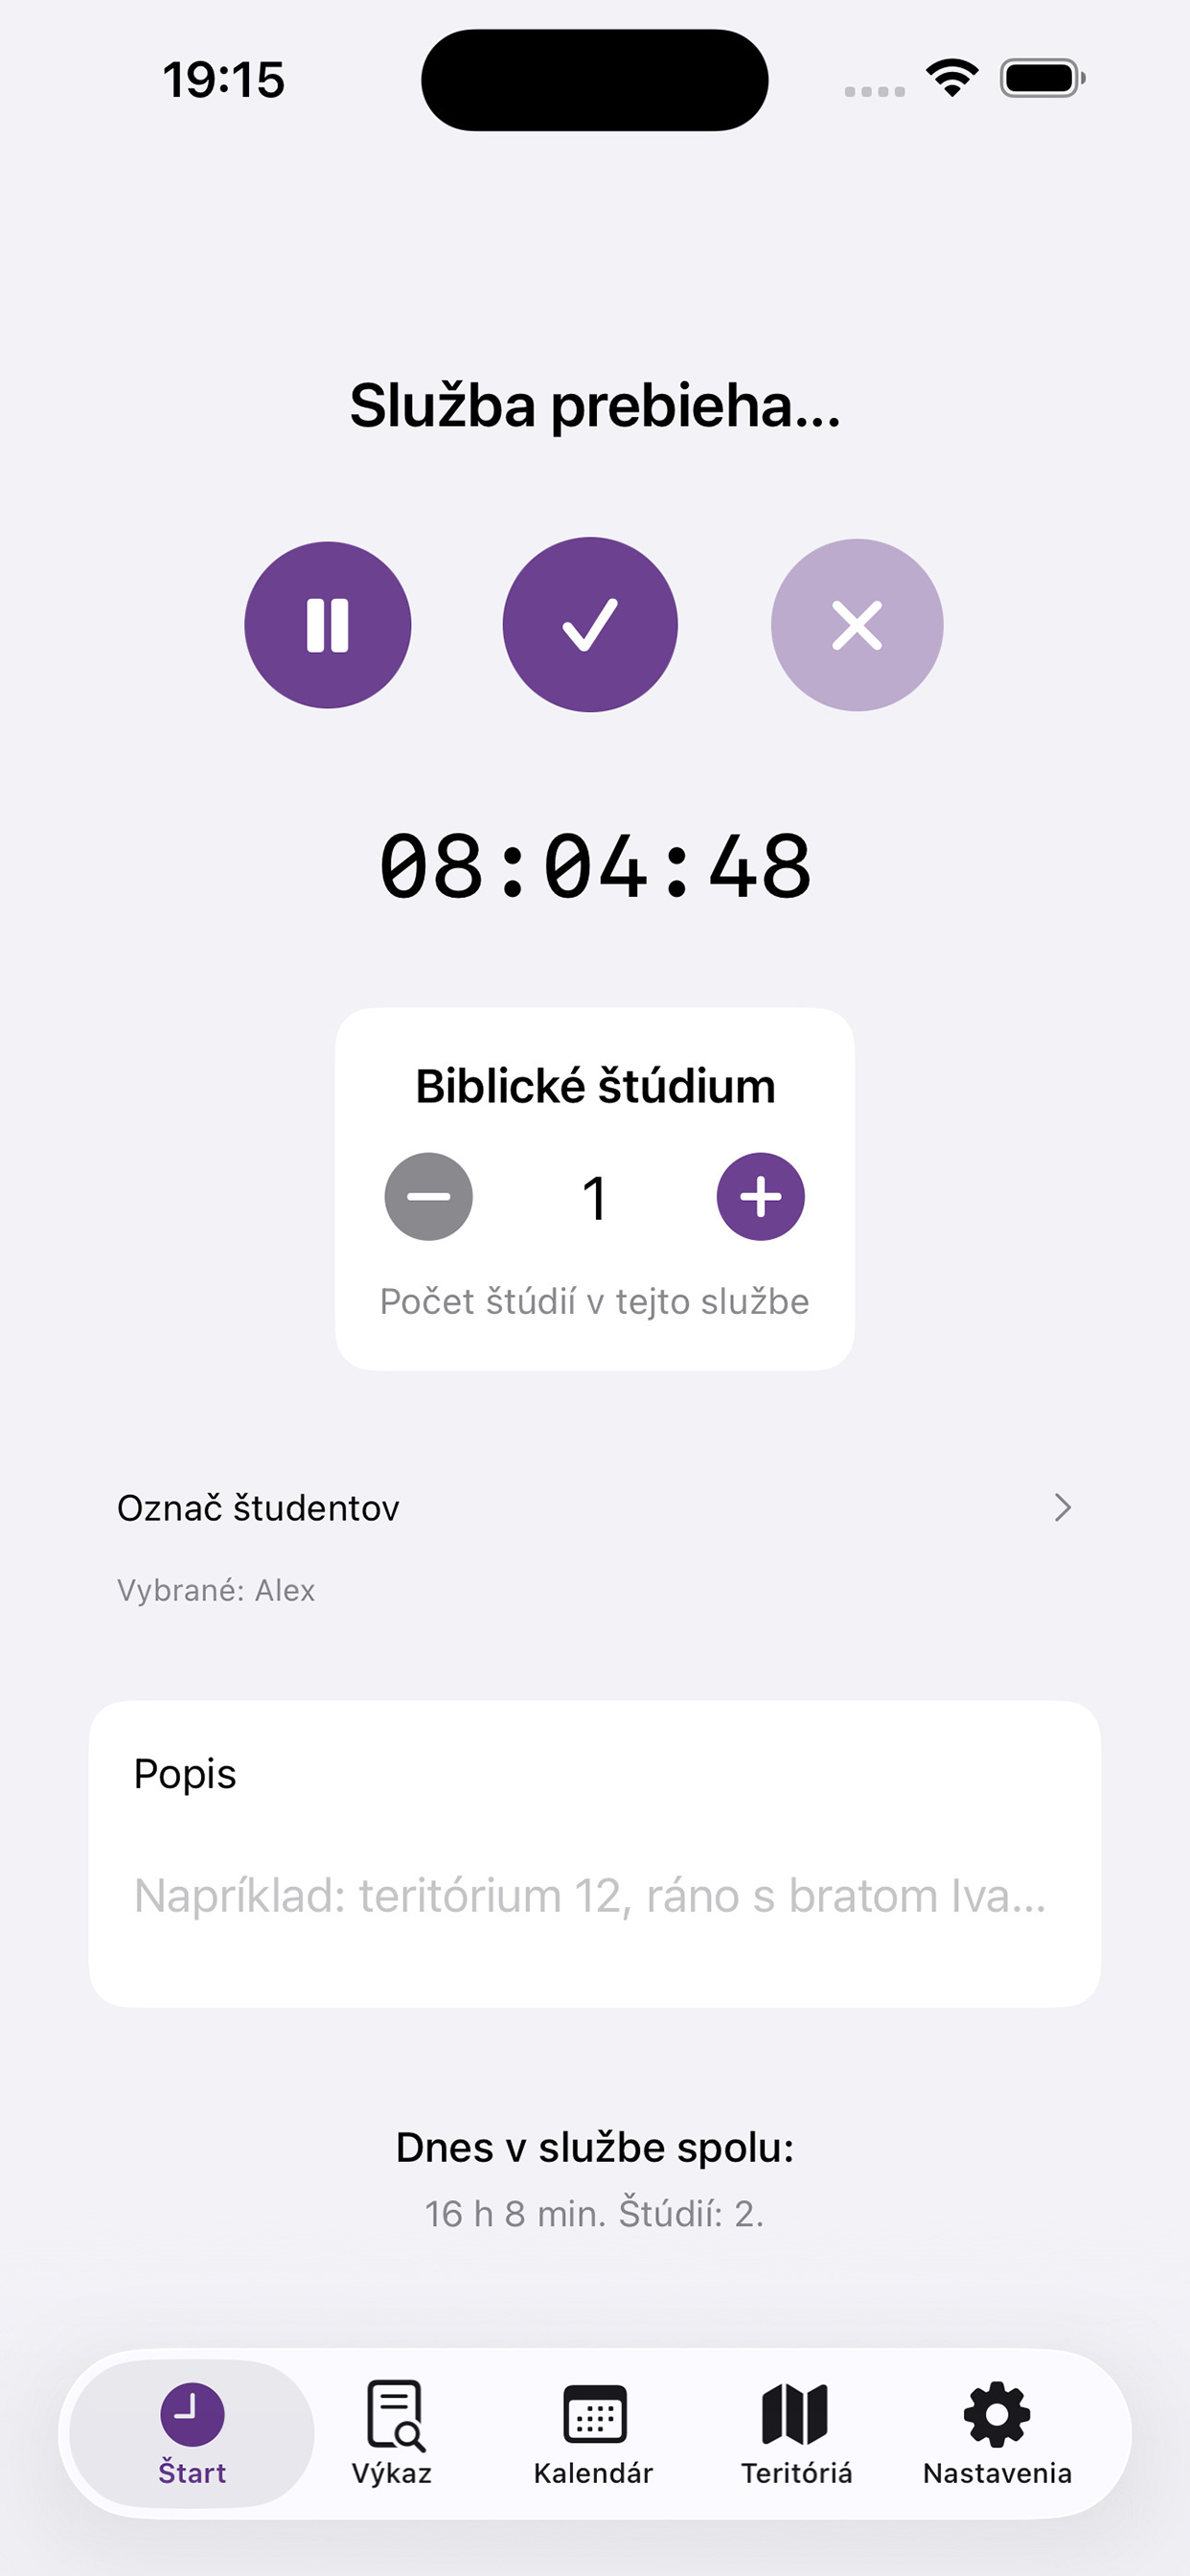 19:15
Služba prebieha...
08:04:48
Biblické štúdium
1
Počet štúdií v tejto službe
Označ študentov
Vybrané: Alex
Popis
Napríklad: teritórium 12, ráno s bratom Iva...
Dnes v službe spolu:
16 h 8 min. Štúdií: 2.
Štart
Výkaz
Kalendár
Teritóriá
Nastavenia